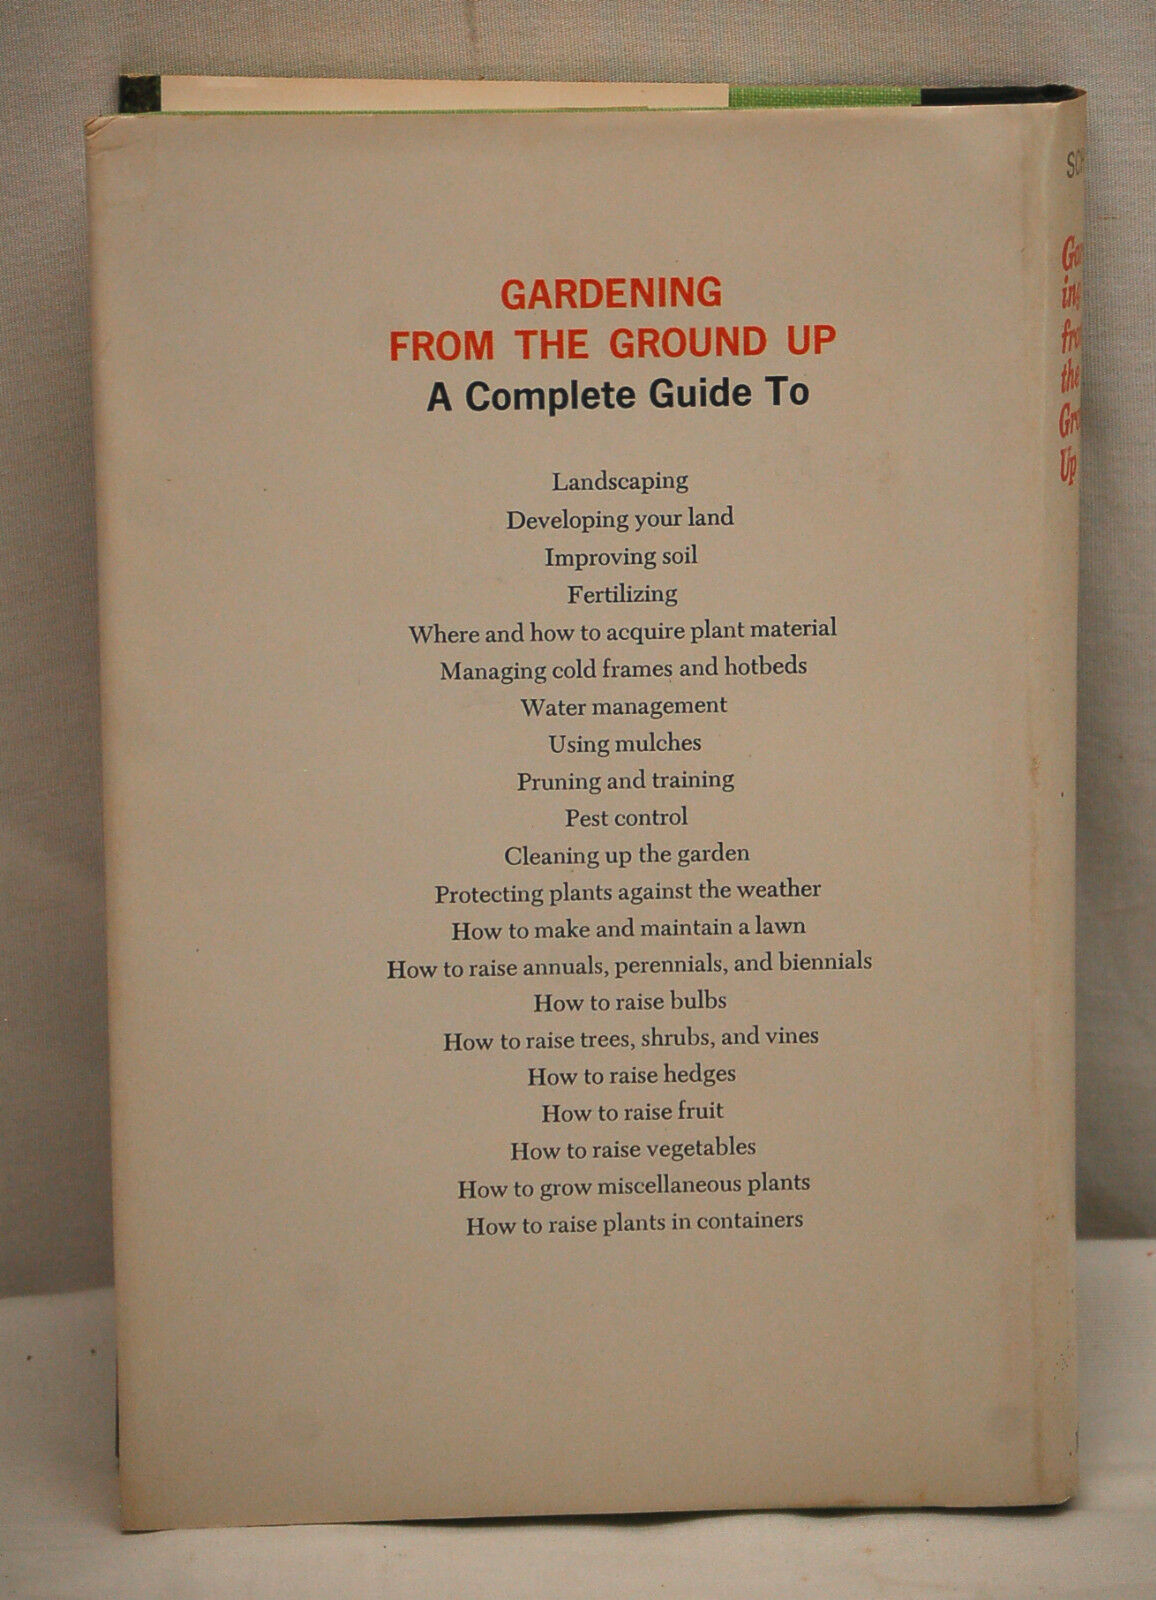 GARDENING
FROM THE GROUND UP
A Complete Guide To
Landscaping
Developing your land
Improving soil
Fertilizing
Where and how to acquire plant material
Managing cold frames and hotbeds
Water management
Using mulches
Pruning and training
Pest control
Cleaning up the garden
Protecting plants against the weather
How to make and maintain a lawn
How to raise annuals, perennials, and biennials
How to raise bulbs
How to raise trees, shrubs, and vines
How to raise hedges
How to raise fruit
How to raise vegetables
How to grow miscellaneous plants
How to raise plants in containers
the
Up